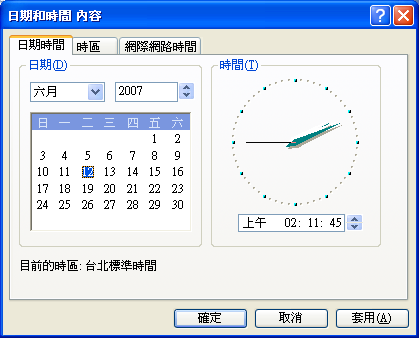 日期和時間 內容
日期時間 時區 網際網路時間
日期(D) 時間(T)
六月 2007
日 一 二 三 四 五 六
1 2
3 4 5 6 7 8 9
10 11 12 13 14 15 16
17 18 19 20 21 22 23
24 25 26 27 28 29 30
上午 02: 11: 45
目前的時區: 台北標準時間
確定 取消 套用(A)